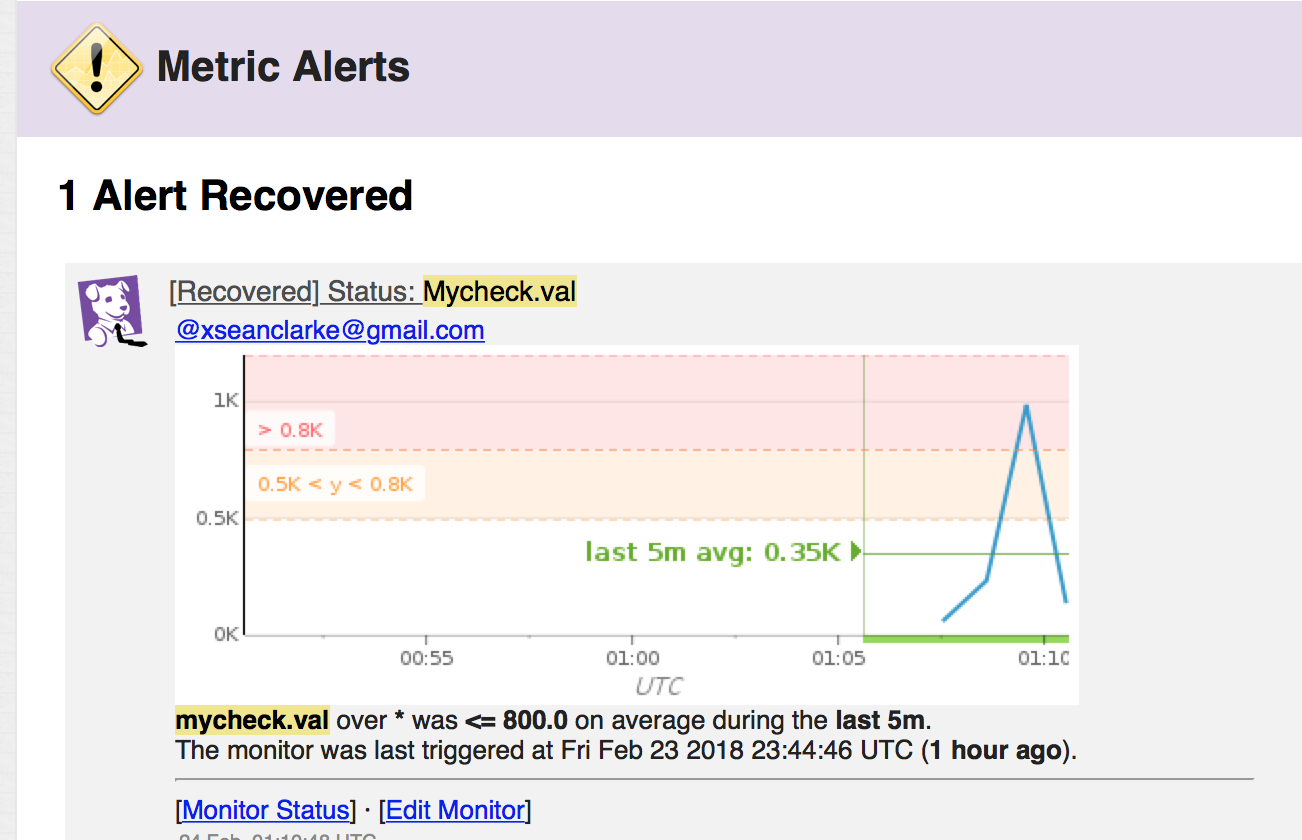 Metric Alerts
1 Alert Recovered
[Recovered] Status: Mycheck.val
@xseanclarke@gmail.com
1K
> 0.8K
0.5K < y < 0.8K
0.5K
last 5m avg: 0.35K
0K
00:55 01:00 01:05 01:10
UTC
mycheck.val over * was <= 800.0 on average during the last 5m.
The monitor was last triggered at Fri Feb 23 2018 23:44:46 UTC (1 hour ago).
[Monitor Status] · [Edit Monitor]